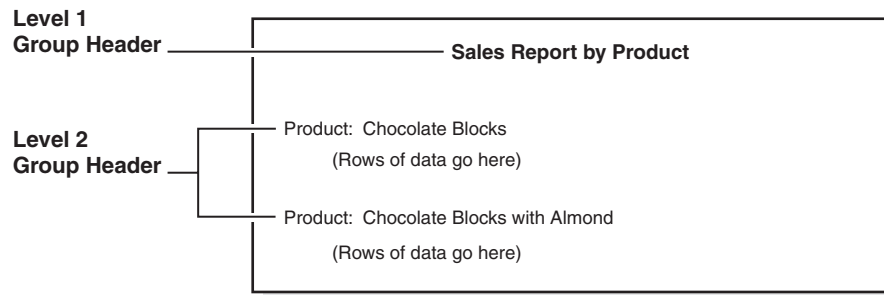 Level 1
Group Header
Sales Report by Product
Level 2
Group Header
Product: Chocolate Blocks
(Rows of data go here)
Product: Chocolate Blocks with Almond
(Rows of data go here)